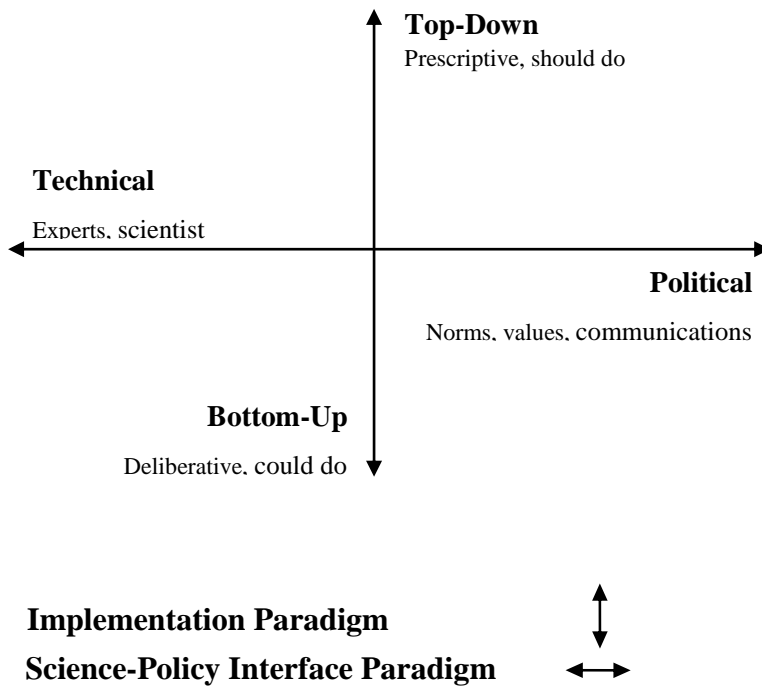 Top-Down
Prescriptive, should do
Technical
Experts, scientist
Political
Norms, values, communications
Bottom-Up
Deliberative, could do
Implementation Paradigm
Science-Policy Interface Paradigm